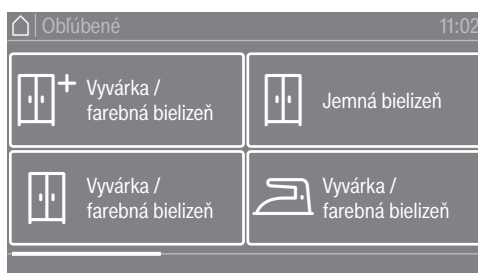 Obľúbené 11:02
Vyvárka /
farebná bielizeň
Jemná bielizeň
Vyvárka /
farebná bielizeň
Vyvárka /
farebná bielizeň